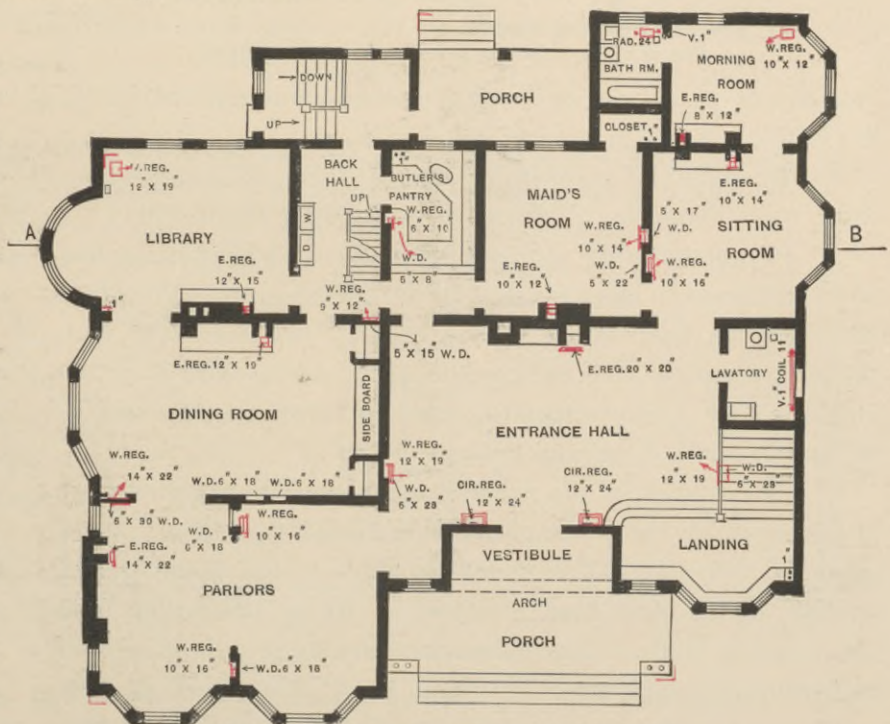 RAD. 24
V. 1"
W. REG.
10" X 12"
MORNING
ROOM
BATH RM.
E. REG.
8" X 12"
CLOSET
DOWN
UP
PORCH
W. REG.
12" X 19"
BACK
HALL
1"
BUTLER'S
PANTRY
W. REG.
6" X 10"
W. D.
5" X 8"
UP
D
W
MAID'S
ROOM
W. REG.
10" X 14"
W. D.
5" X 22"
E. REG.
10" X 12"
E. REG.
10" X 14"
5" X 17"
W. D.
SITTING
ROOM
W. REG.
10" X 16"
A
B
LIBRARY
E. REG.
12" X 15"
W. REG.
9" X 12"
1"
E. REG. 12" X 19"
5" X 15" W. D.
E. REG. 20" X 20"
LAVATORY
V. 1" COIL 11
DINING ROOM
SIDE BOARD
ENTRANCE HALL
W. REG.
14" X 22"
W. D. 6" X 18"
W. D. 6" X 18"
W. REG.
12" X 19"
W. D.
6" X 23"
CIR. REG.
12" X 24"
CIR. REG.
12" X 24"
W. REG.
12" X 19
W. D.
6" X 23"
6" X 30" W. D.
W. D.
6" X 18"
W. REG.
10" X 16"
E. REG.
14" X 22"
VESTIBULE
LANDING
1"
PARLORS
ARCH
PORCH
W. REG.
10" X 16"
W. D. 6" X 18"